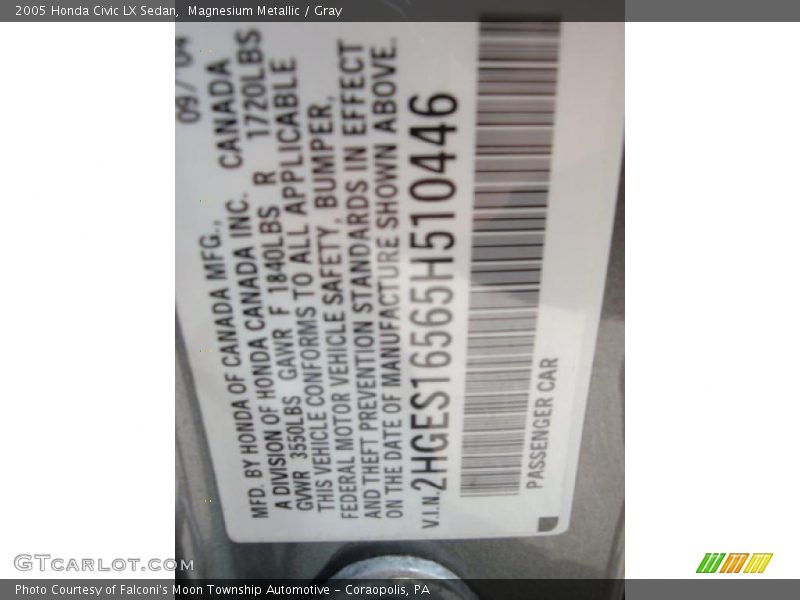 2005 Honda Civic LX Sedan,  Magnesium Metallic / Gray
09/04
MFD. BY HONDA OF CANADA MFG., CANADA
A DIVISION OF HONDA CANADA INC.
GVWR 3550LBS GAWR F 1840LBS R 1720LBS
THIS VEHICLE CONFORMS TO ALL APPLICABLE
FEDERAL MOTOR VEHICLE SAFETY, BUMPER,
AND THEFT PREVENTION STANDARDS IN EFFECT
ON THE DATE OF MANUFACTURE SHOWN ABOVE.
V.I.N. 2HGES16565H510446
PASSENGER CAR
GTCARLOT.COM
Photo Courtesy of Falconi's Moon Township Automotive - Coraopolis, PA